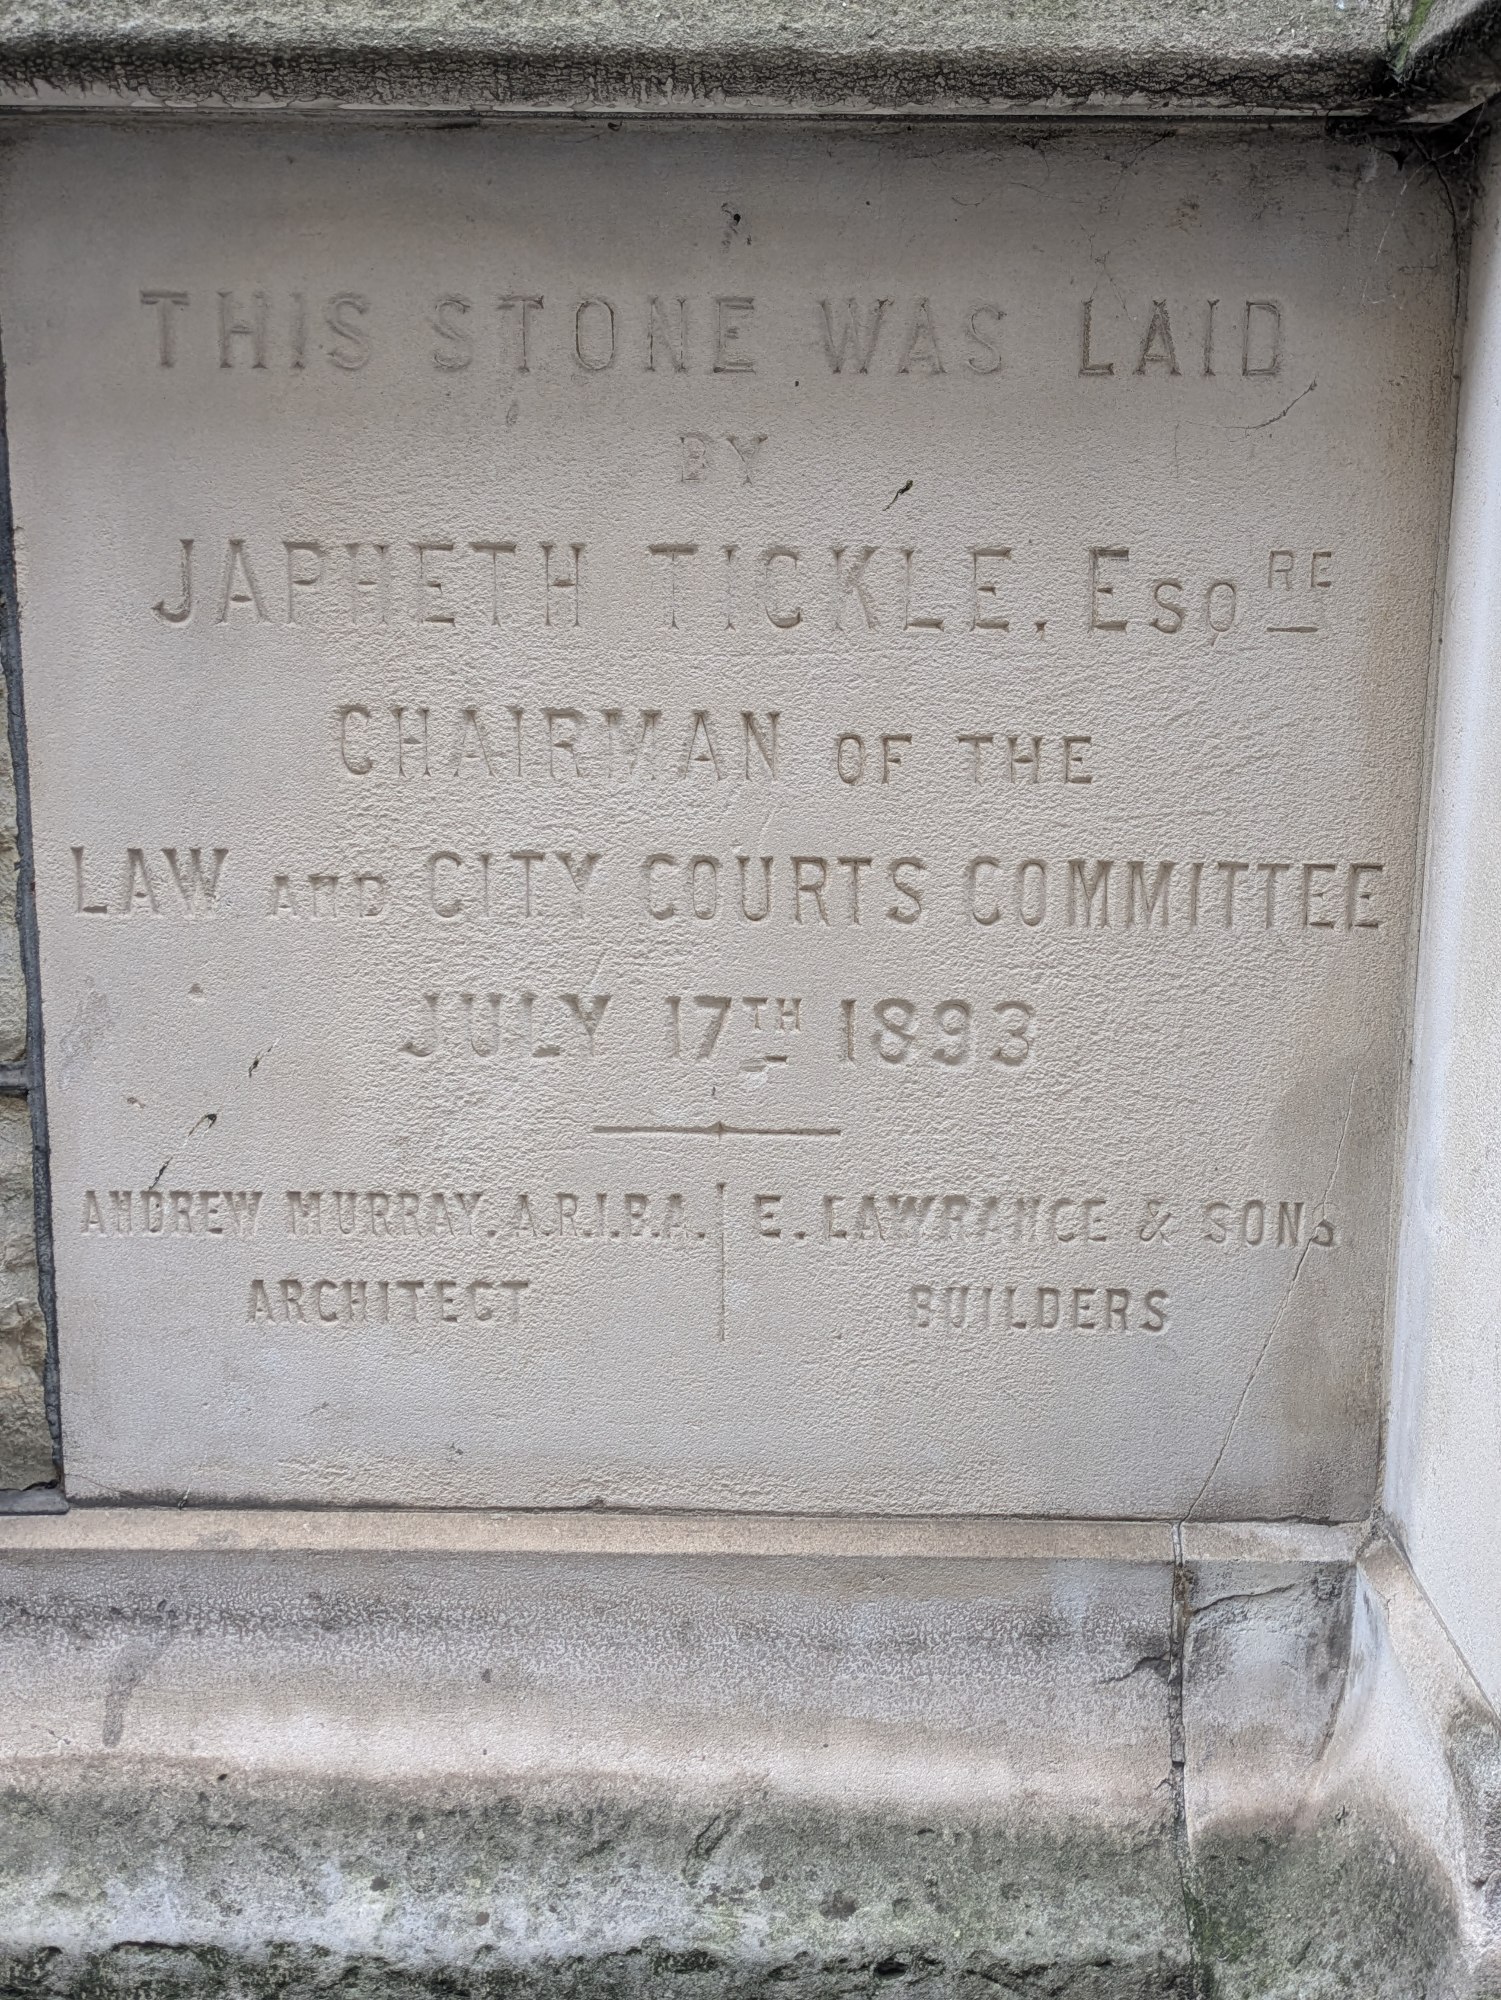 THIS STONE WAS LAID
BY
JAPHETH TICKLE. ESQRE
CHAIRMAN OF THE
LAW AND CITY COURTS COMMITTEE
JULY 17TH 1893
ANDREW MURRAY. A.R.I.B.A.
ARCHITECT
E. LAWRANCE & SONS
BUILDERS